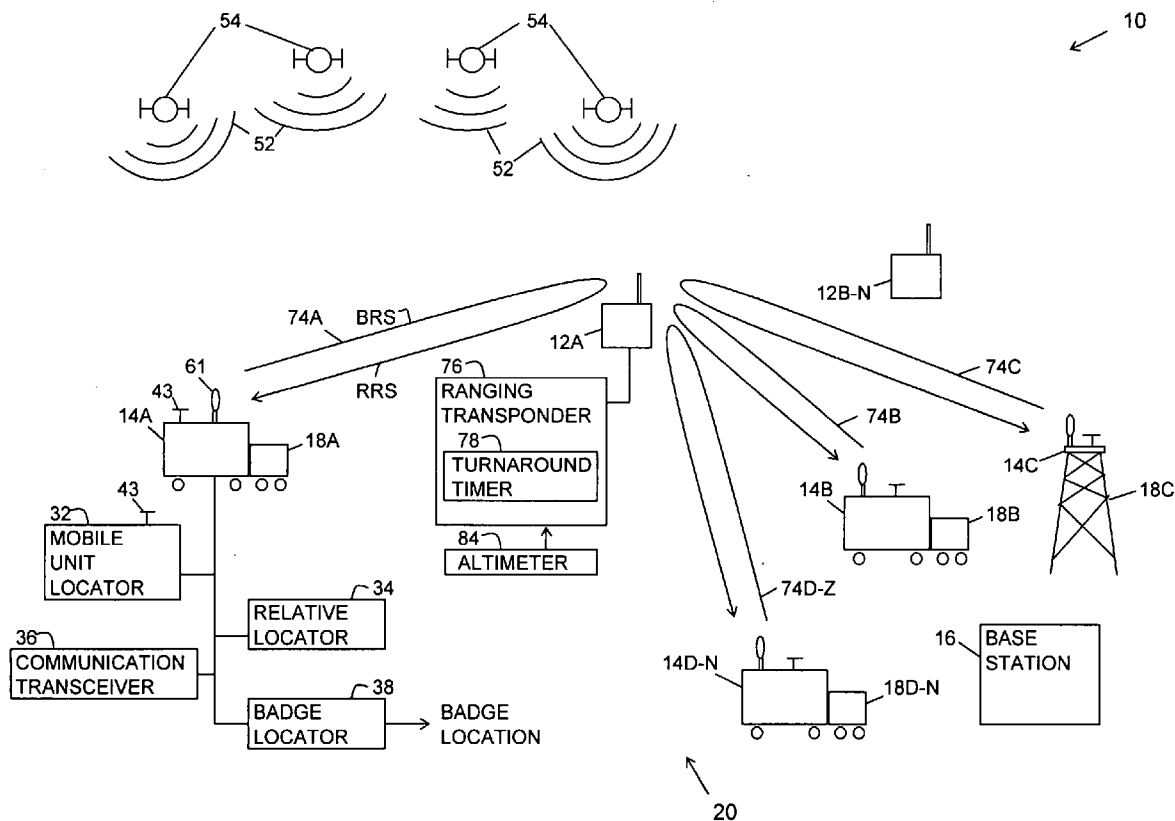 54
54
10
52
52
12B-N
BRS
74A
12A
74C
61
43
14A
18A
RRS
76
RANGING
TRANSPONDER
78
TURNAROUND
TIMER
74B
14C
18C
43
32
MOBILE
UNIT
LOCATOR
84
ALTIMETER
14B
18B
74D-Z
34
RELATIVE
LOCATOR
36
COMMUNICATION
TRANSCEIVER
16
BASE
STATION
14D-N
18D-N
38
BADGE
LOCATOR
BADGE
LOCATION
20